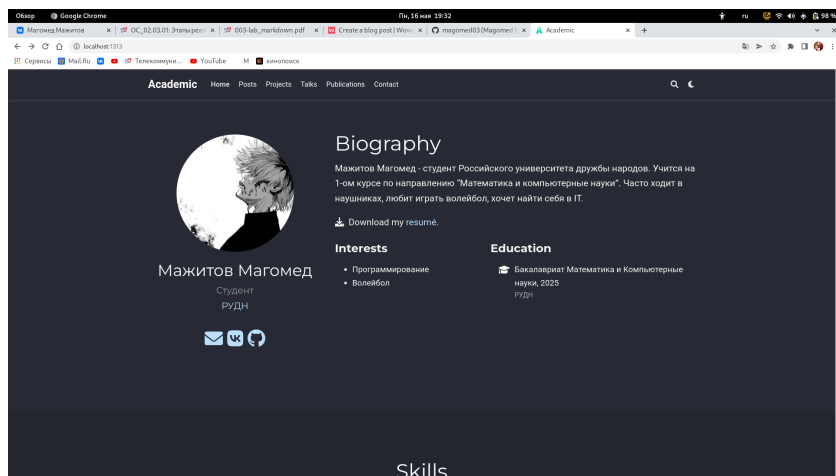 Обзор Google Chrome Пн, 16 мая 19:32 ru 98 %
Магомед Мажитов ОС_02.03.01: Этапы реал 003-lab_markdown.pdf Create a blog post | Wow magomed03 (Magomed Academic
localhost:1313
Сервисы Mail.Ru Телекоммуни... YouTube М кинопоиск
Academic Home Posts Projects Talks Publications Contact
Biography
Мажитов Магомед - студент Российского университета дружбы народов. Учится на
1-ом курсе по направлению "Математика и компьютерные науки". Часто ходит в
наушниках, любит играть волейбол, хочет найти себя в IT.
Download my resumé.
Interests
• Программирование
• Волейбол
Education
Бакалавриат Математика и Компьютерные
науки, 2025
РУДН
Мажитов Магомед
Студент
РУДН
Skills